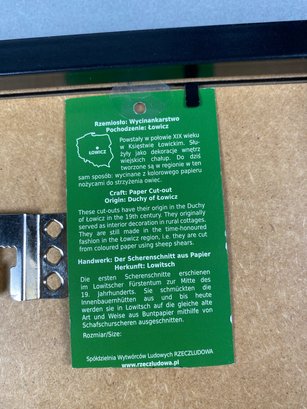 Rzemiosło: Wycinankarstwo
Pochodzenie: Łowicz
Powstały w połowie XIX wieku
w Księstwie Łowickim. Słu-
żyły jako dekoracje wnętrz
wiejskich chałup. Do dziś
tworzone są w regionie w ten
sam sposób: wycinane z kolorowego papieru
nożycami do strzyżenia owiec.
ŁOWICZ
Craft: Paper Cut-out
Origin: Duchy of Łowicz
These cut-outs have their origin in the Duchy
of Łowicz in the 19th century. They originally
served as interior decoration in rural cottages.
They are still made in the time-honoured
fashion in the Łowicz region, i.e. they are cut
from coloured paper using sheep shears.
Handwerk: Der Scherenschnitt aus Papier
Herkunft: Lowitsch
Die ersten Scherenschnitte erschienen
im Lowitscher Fürstentum zur Mitte des
19. Jahrhunderts. Sie schmückten die
Innenbauernhütten aus und bis heute
werden sie in Lowitsch auf die gleiche alte
Art und Weise aus Buntpapier mithilfe von
Schafschurscheren ausgeschnitten.
Rozmiar/Size:
Spółdzielnia Wytwórców Ludowych RZECZLUDOWA
www.rzeczludowa.pl